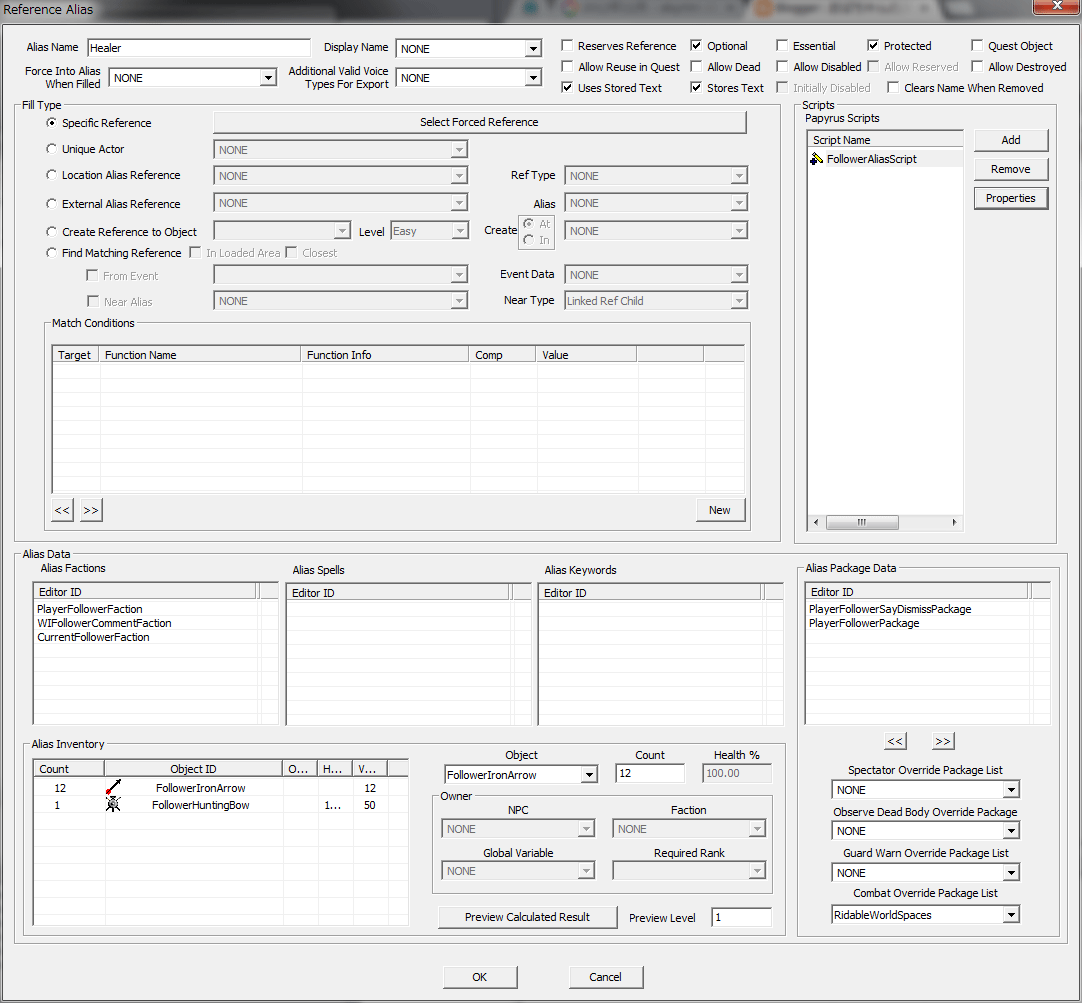 Reference Alias
Alias Name Healer Display Name NONE Reserves Reference Optional Essential Protected Quest Object
Force Into Alias When Filled NONE Additional Valid Voice Types For Export NONE Allow Reuse in Quest Allow Dead Allow Disabled Allow Reserved Allow Destroyed
Uses Stored Text Stores Text Initially Disabled Clears Name When Removed
Fill Type
Specific Reference Select Forced Reference
Unique Actor NONE
Location Alias Reference NONE Ref Type NONE
External Alias Reference NONE Alias NONE
Create Reference to Object Level Easy Create At In NONE
Find Matching Reference In Loaded Area Closest
From Event Event Data NONE
Near Alias NONE Near Type Linked Ref Child
Match Conditions
Target Function Name Function Info Comp Value
<< >> New
Scripts
Papyrus Scripts
Script Name Add
FollowerAliasScript Remove
Properties
Alias Data
Alias Factions
Editor ID
PlayerFollowerFaction
WIFollowerCommentFaction
CurrentFollowerFaction
Alias Spells
Editor ID
Alias Keywords
Editor ID
Alias Package Data
Editor ID
PlayerFollowerSayDismissPackage
PlayerFollowerPackage
<< >>
Spectator Override Package List
NONE
Observe Dead Body Override Package
NONE
Guard Warn Override Package List
NONE
Combat Override Package List
RidableWorldSpaces
Alias Inventory
Count Object ID O... H... V...
12 FollowerIronArrow 12
1 FollowerHuntingBow 1... 50
Object Count Health %
FollowerIronArrow 12 100.00
Owner
NPC Faction
NONE NONE
Global Variable Required Rank
NONE
Preview Calculated Result Preview Level 1
OK Cancel